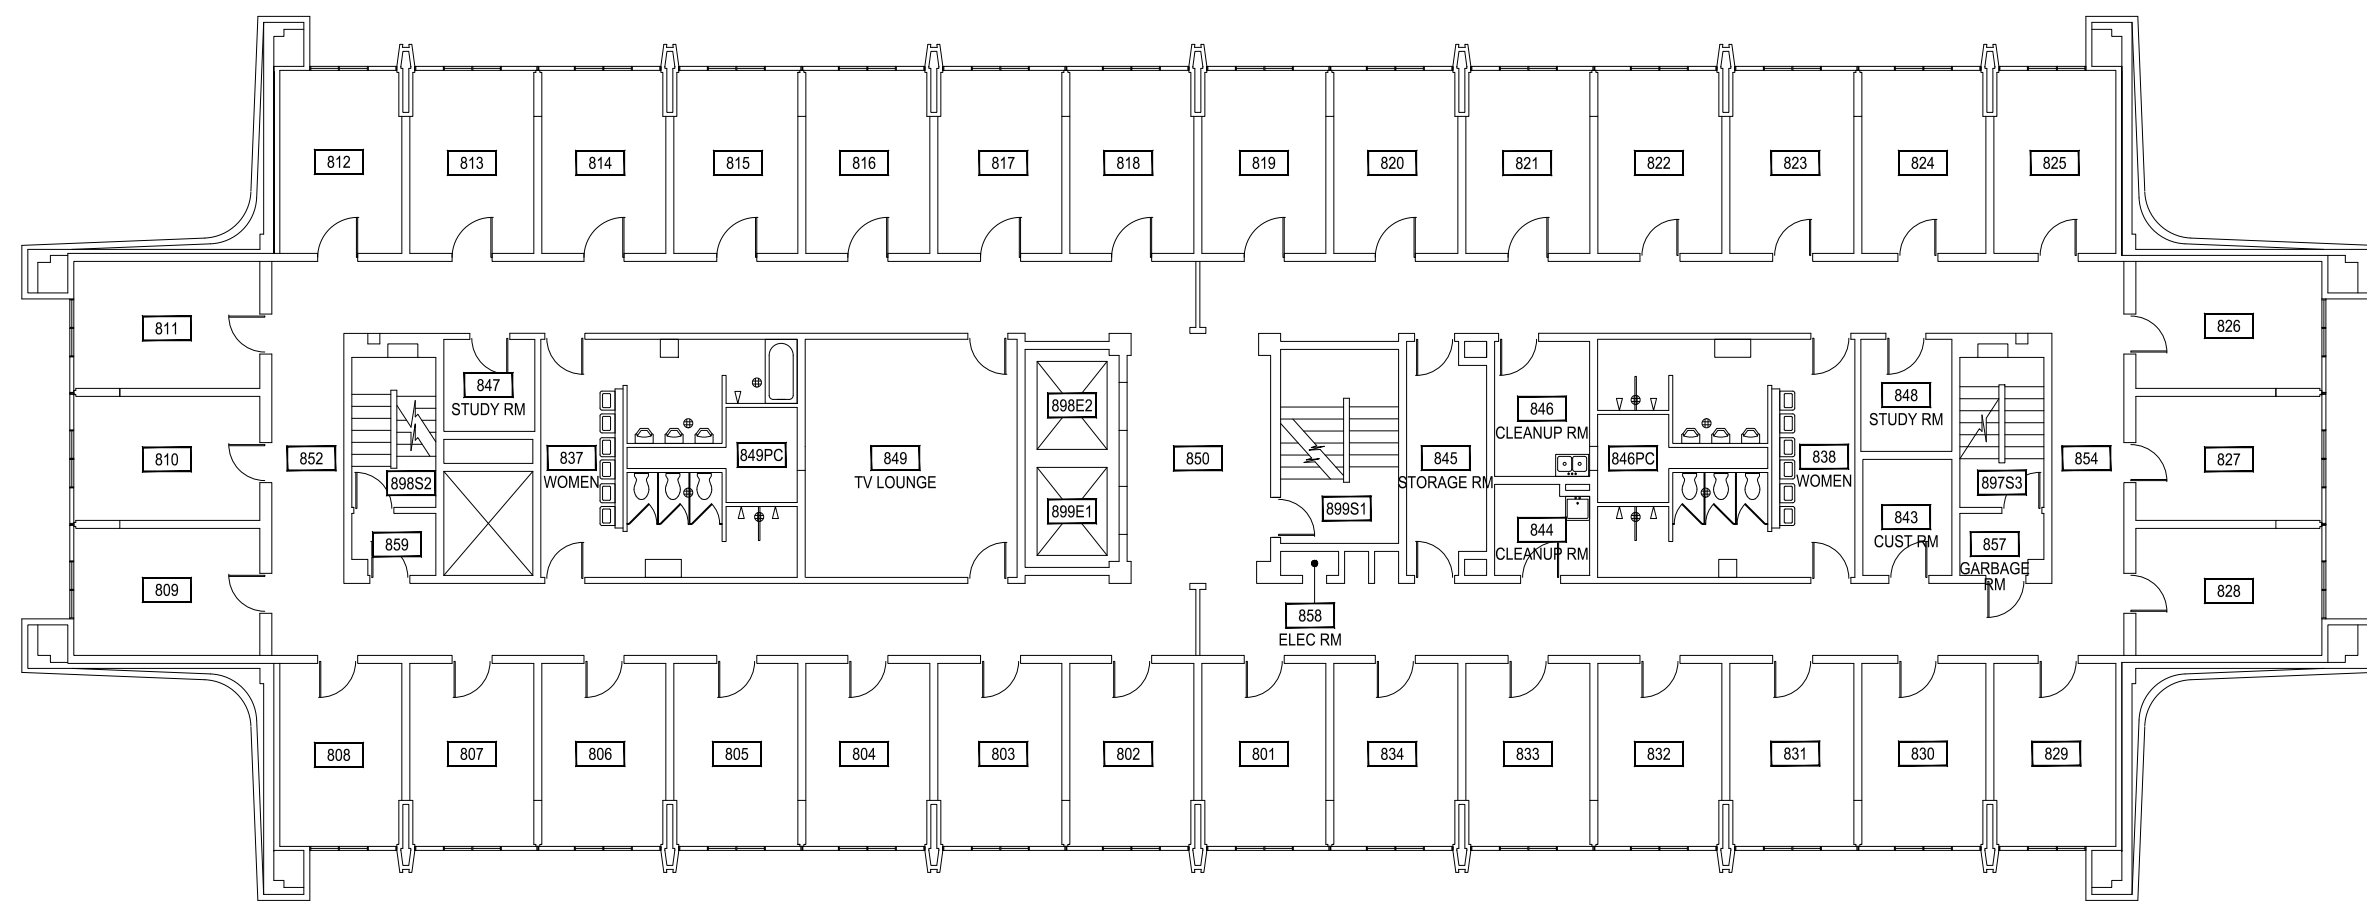 812
813
814
815
816
817
818
819
820
821
822
823
824
825
811
826
847
STUDY RM
898E2
846
CLEANUP RM
848
STUDY RM
810
852
898S2
837
WOMEN
849PC
849
TV LOUNGE
850
845
STORAGE RM
846PC
838
WOMEN
897S3
854
827
859
899E1
899S1
844
CLEANUP RM
843
CUST RM
857
GARBAGE
RM
809
858
ELEC RM
828
808
807
806
805
804
803
802
801
834
833
832
831
830
829